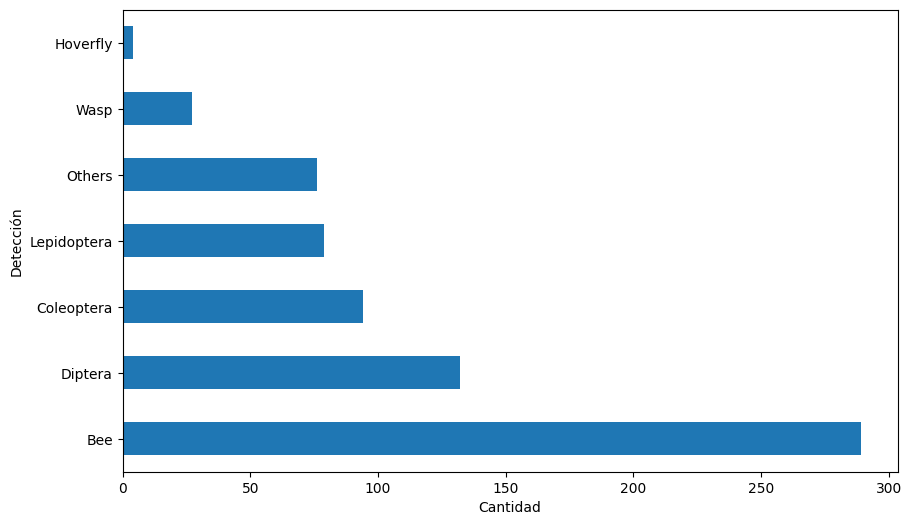 Hoverfly
Wasp
Others
Lepidoptera
Coleoptera
Diptera
Bee
Detección
0 50 100 150 200 250 300
Cantidad